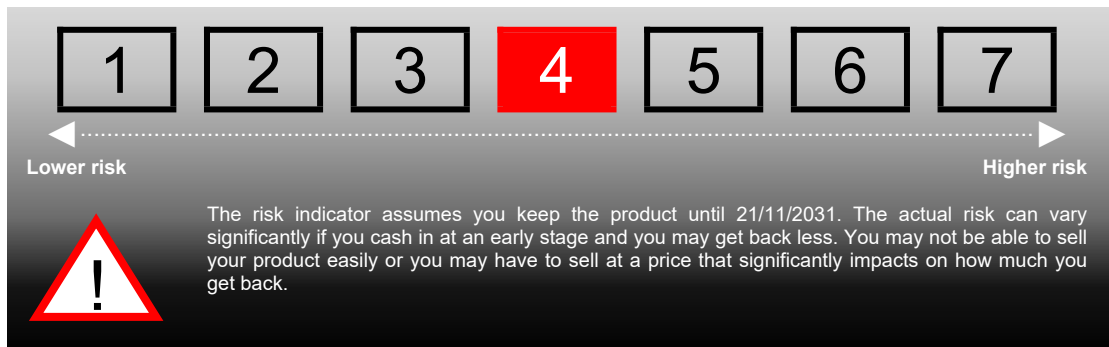 1 2 3 4 5 6 7
Lower risk Higher risk
The risk indicator assumes you keep the product until 21/11/2031. The actual risk can vary
significantly if you cash in at an early stage and you may get back less. You may not be able to sell
your product easily or you may have to sell at a price that significantly impacts on how much you
get back.
!